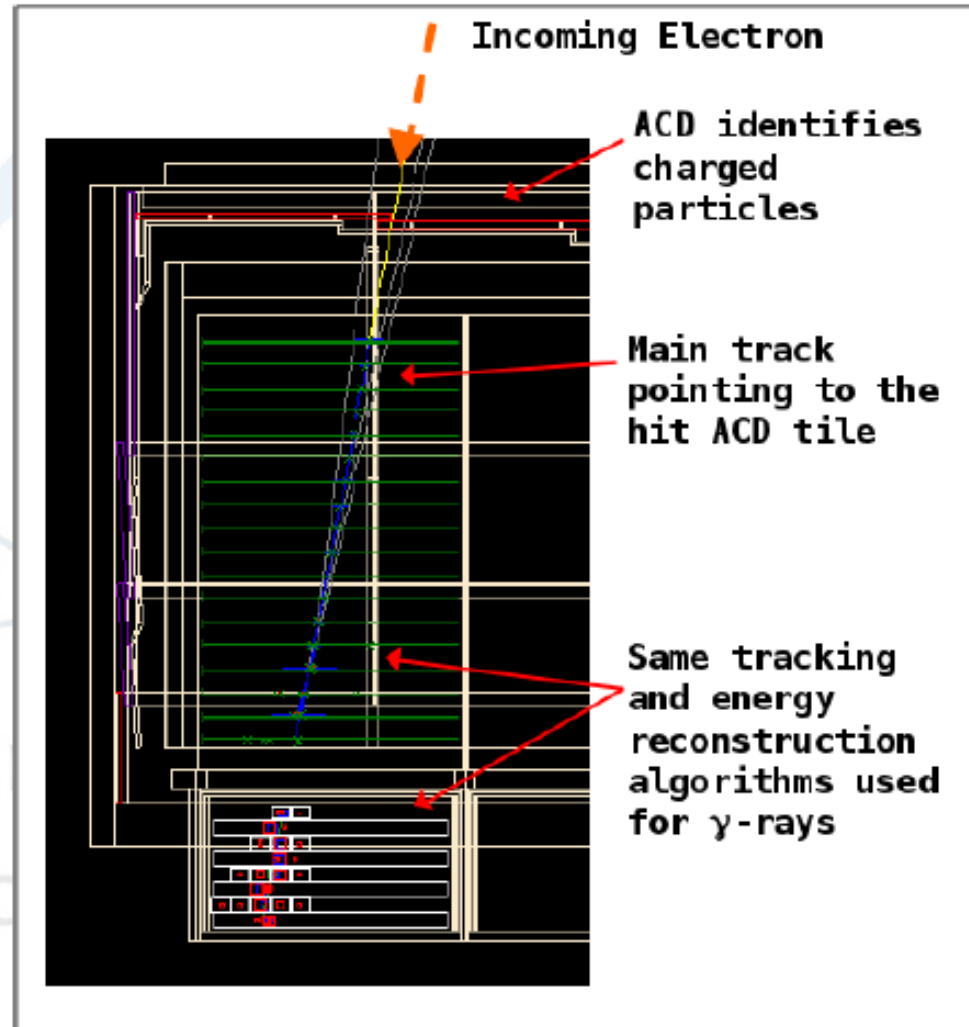 Incoming Electron
ACD identifies
charged
particles
Main track
pointing to the
hit ACD tile
Same tracking
and energy
reconstruction
algorithms used
for γ-rays